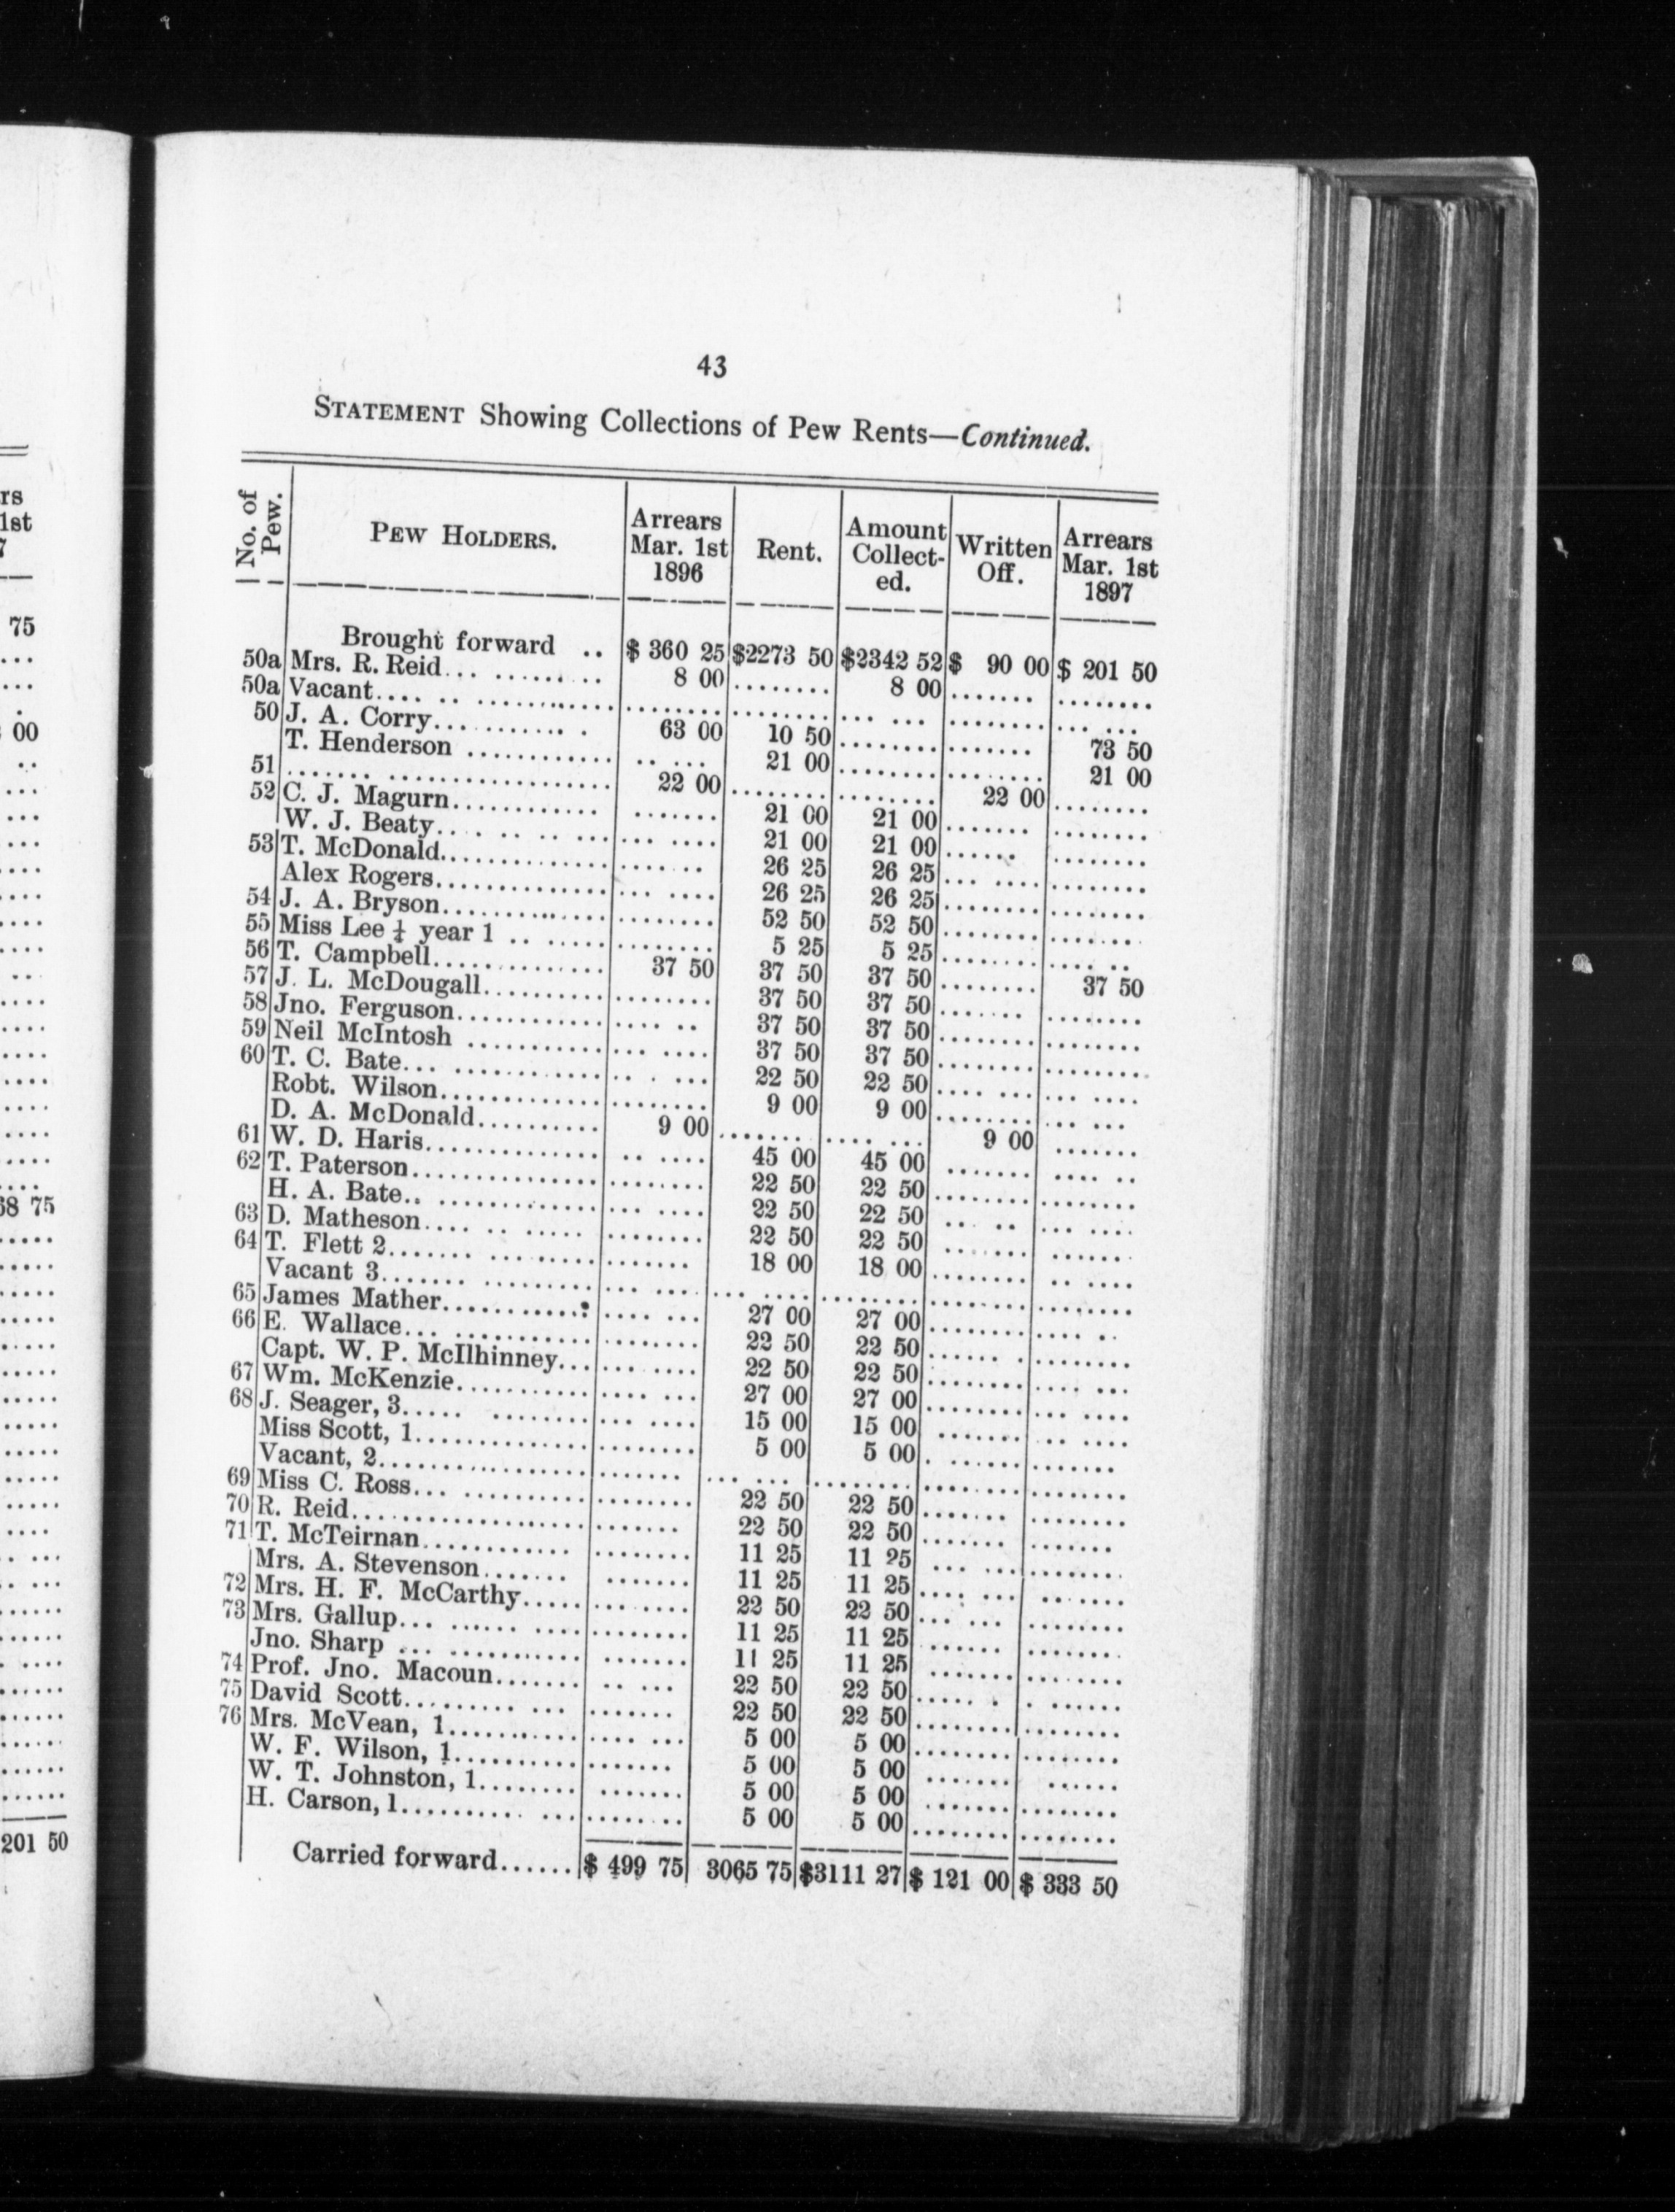 rs
1st
7
75
00
68 75
201 50
43
STATEMENT Showing Collections of Pew Rents—Continued.
No. of Pew. PEW HOLDERS. Arrears Mar. 1st 1896 Rent. Amount Collect-ed. Written Off. Arrears Mar. 1st 1897
Brought forward .. $ 360 25 $2273 50 $2342 52 $ 90 00 $ 201 50
50a Mrs. R. Reid 8 00 ........ 8 00 ....... ........
50a Vacant ........ ........ ... ... ........ ... ...
50 J. A. Corry 63 00 10 50 ........ ....... 73 50
T. Henderson ..... 21 00 ........ ........ 21 00
51 ....... 22 00 ........ ........ 22 00 ........
52 C. J. Magurn ....... 21 00 21 00 ....... ........
W. J. Beaty ....... 21 00 21 00 ...... ........
53 T. McDonald ....... 26 25 26 25 ....... ........
Alex Rogers ....... 26 25 26 25 ........ ........
54 J. A. Bryson ........ 52 50 52 50 ........ .......
55 Miss Lee ¼ year 1 ........ 5 25 5 25 ........ ......
56 T. Campbell 37 50 37 50 37 50 ........ 37 50
57 J. L. McDougall ........ 37 50 37 50 ....... ........
58 Jno. Ferguson ...... 37 50 37 50 ........ ........
59 Neil McIntosh ....... 37 50 37 50 ........ ........
60 T. C. Bate ...... 22 50 22 50 ....... .......
Robt. Wilson ........ 9 00 9 00 ........ ......
D. A. McDonald 9 00 ....... ....... 9 00 .......
61 W. D. Haris ...... 45 00 45 00 ....... ......
62 T. Paterson ........ 22 50 22 50 ........ ........
H. A. Bate ....... 22 50 22 50 ..... .......
63 D. Matheson ........ 22 50 22 50 ....... .......
64 T. Flett 2 ....... 18 00 18 00 ........ ......
Vacant 3 ...... ....... ........ ........ ........
65 James Mather ....... 27 00 27 00 ........ ......
66 E. Wallace ........ 22 50 22 50 ....... ........
Capt. W. P. McIlhinney ....... 22 50 22 50 ........ .......
67 Wm. McKenzie ....... 27 00 27 00 ........ .......
68 J. Seager, 3 ....... 15 00 15 00 ....... ......
Miss Scott, 1 ........ 5 00 5 00 ....... .......
Vacant, 2 ....... ...... ........ ....... ........
69 Miss C. Ross ........ 22 50 22 50 ....... ........
70 R. Reid ....... 22 50 22 50 ....... .......
71 T. McTeirnan ........ 11 25 11 25 ...... ........
Mrs. A. Stevenson ....... 11 25 11 25 ....... .......
72 Mrs. H. F. McCarthy ....... 22 50 22 50 ...... ........
73 Mrs. Gallup ........ 11 25 11 25 ...... .......
Jno. Sharp ....... 11 25 11 25 ....... ........
74 Prof. Jno. Macoun ..... 22 50 22 50 ...... .......
75 David Scott ....... 22 50 22 50 ........ ........
76 Mrs. McVean, 1 ....... 5 00 5 00 ........ ........
W. F. Wilson, 1 ....... 5 00 5 00 ....... ......
W. T. Johnston, 1 ....... 5 00 5 00 ........ ........
H. Carson, 1 ........ 5 00 5 00 ........ ........
Carried forward...... $ 499 75 3065 75 $3111 27 $ 121 00 $ 333 50